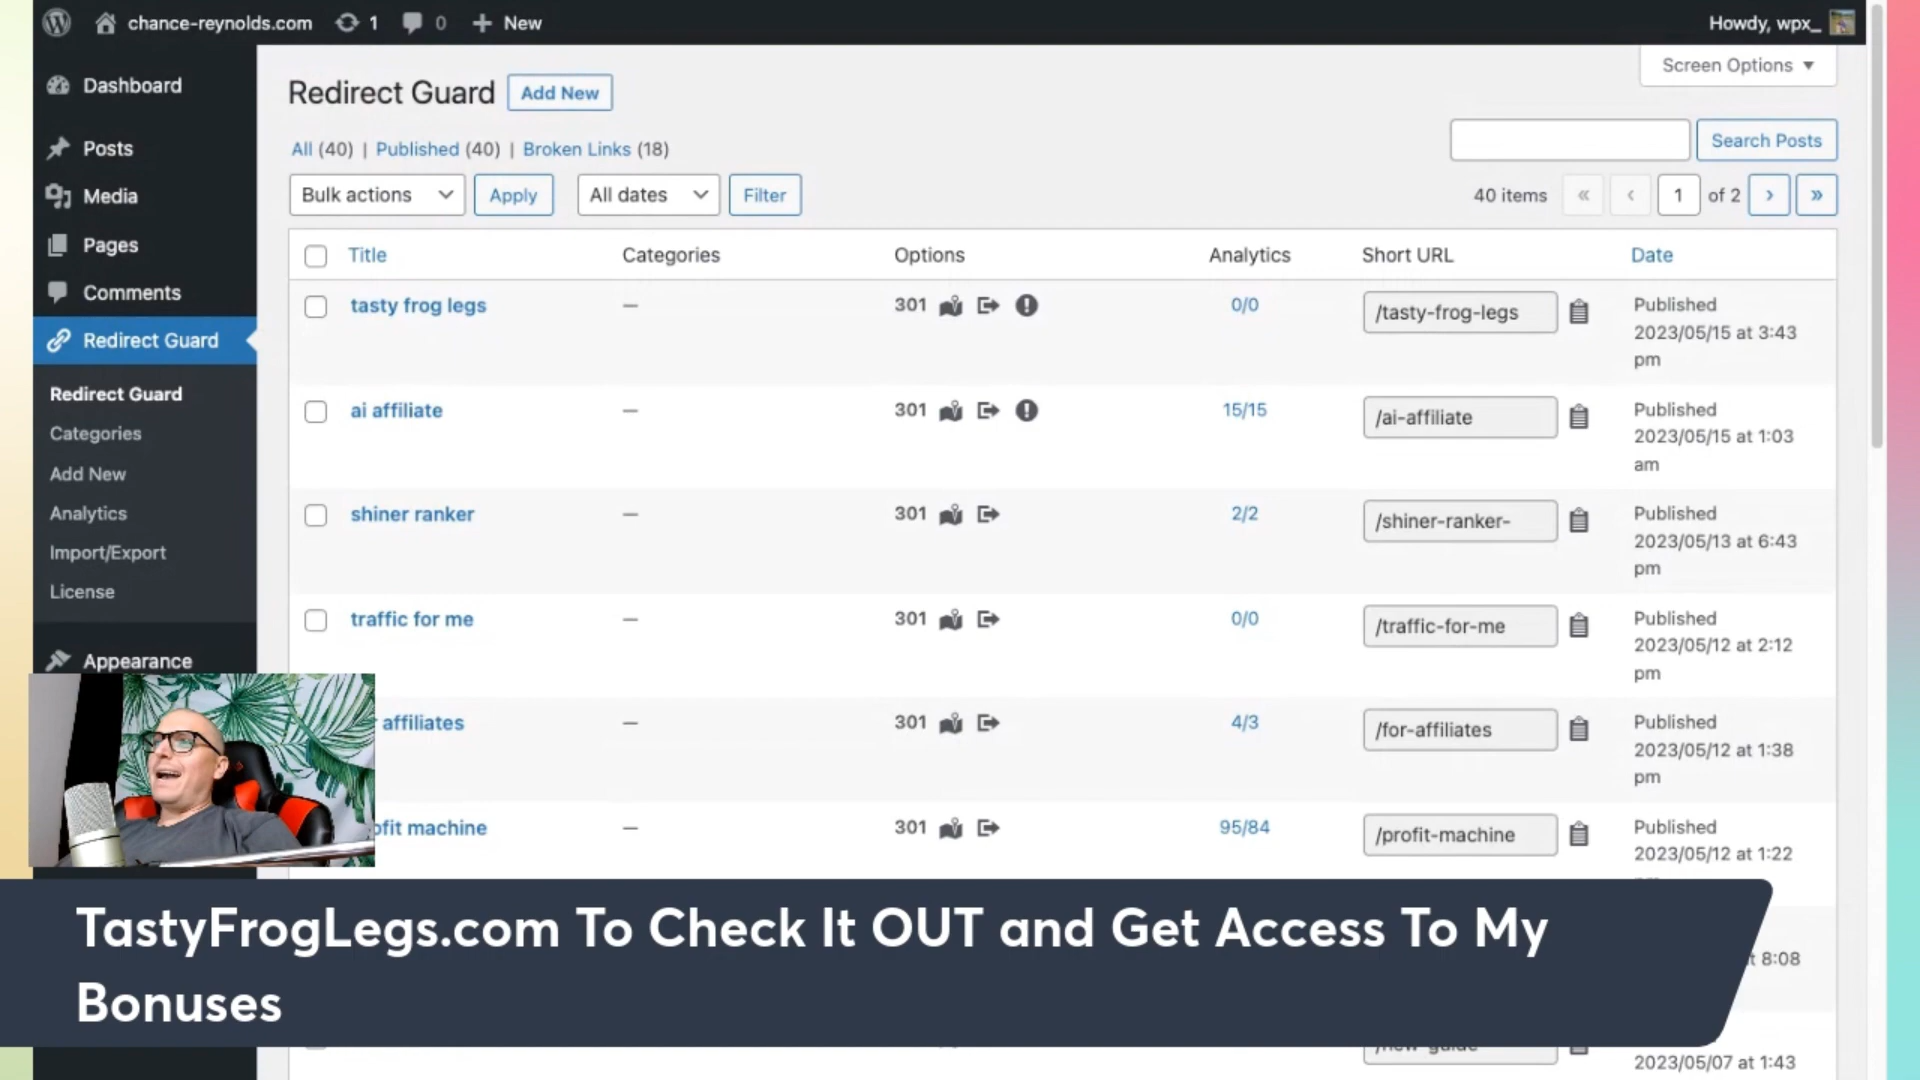 chance-reynolds.com 1 0 + New Howdy, wpx_
Screen Options
Dashboard
Posts
Media
Pages
Comments
Redirect Guard
Redirect Guard
Categories
Add New
Analytics
Import/Export
License
Appearance
Redirect Guard Add New
All (40) | Published (40) | Broken Links (18)
Search Posts
Bulk actions Apply All dates Filter
40 items « ‹ 1 of 2 › »
Title Categories Options Analytics Short URL Date
tasty frog legs — 301 0/0 /tasty-frog-legs Published
2023/05/15 at 3:43
pm
ai affiliate — 301 15/15 /ai-affiliate Published
2023/05/15 at 1:03
am
shiner ranker — 301 2/2 /shiner-ranker- Published
2023/05/13 at 6:43
pm
traffic for me — 301 0/0 /traffic-for-me Published
2023/05/12 at 2:12
pm
affiliates — 301 4/3 /for-affiliates Published
2023/05/12 at 1:38
pm
ofit machine — 301 95/84 /profit-machine Published
2023/05/12 at 1:22
TastyFrogLegs.com To Check It OUT and Get Access To My
Bonuses
8:08
2023/05/07 at 1:43